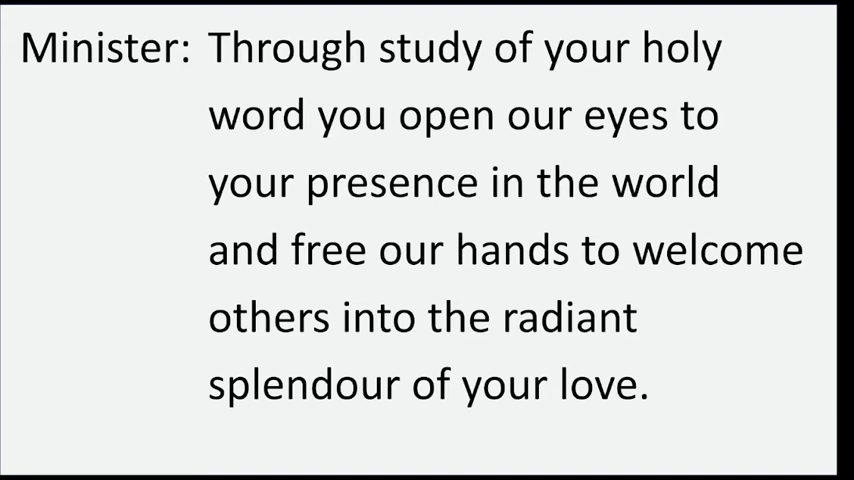 Minister: Through study of your holy
word you open our eyes to
your presence in the world
and free our hands to welcome
others into the radiant
splendour of your love.